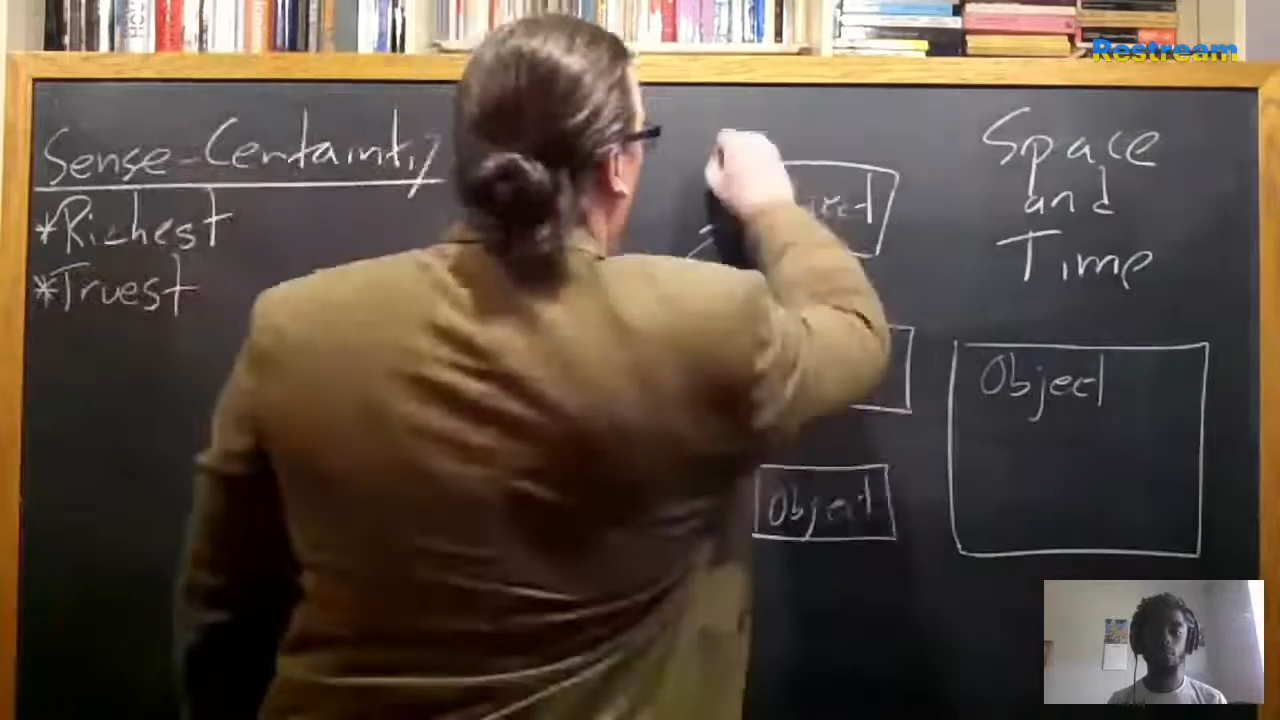 Restream
Sense-Certainty
*Richest
*Truest
Space
and
Time
Object
Object